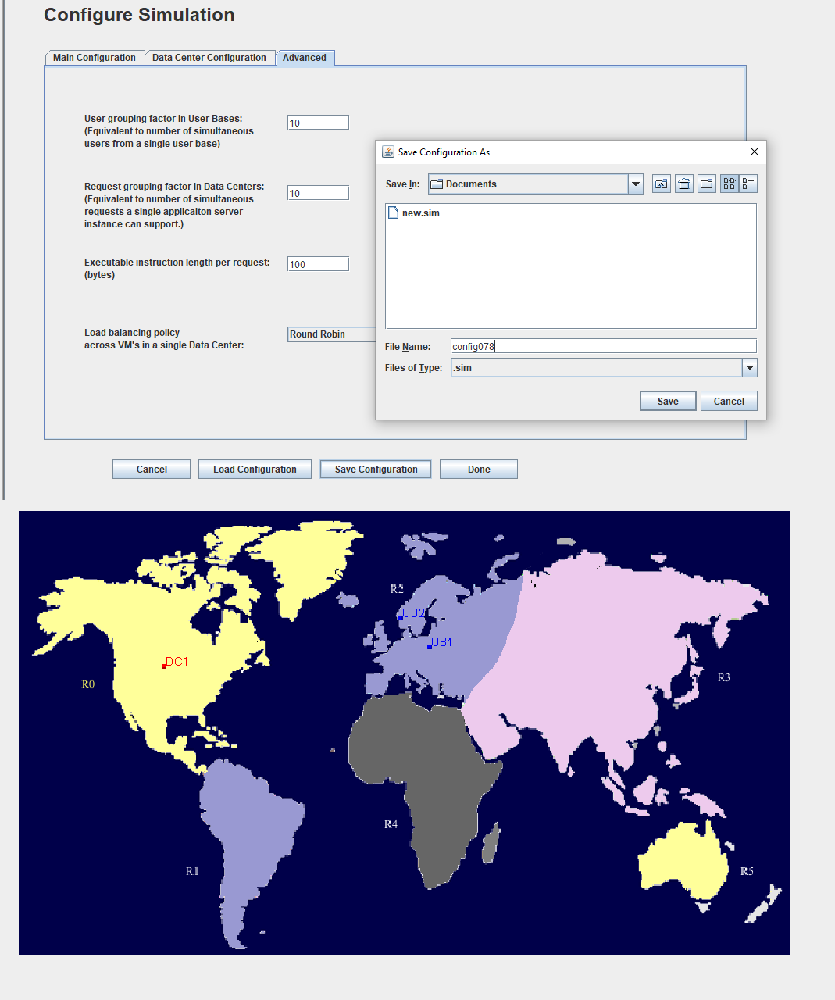 Configure Simulation
Main Configuration
Data Center Configuration
Advanced
User grouping factor in User Bases:
(Equivalent to number of simultaneous
users from a single user base)
10
Request grouping factor in Data Centers:
(Equivalent to number of simultaneous
requests a single applicaiton server
instance can support.)
10
Executable instruction length per request:
(bytes)
100
Load balancing policy
across VM's in a single Data Center:
Round Robin
Save Configuration As
Save In:
Documents
new.sim
File Name:
config078
Files of Type:
.sim
Save
Cancel
Cancel
Load Configuration
Save Configuration
Done
R2
UB2
UB1
DC1
R0
R3
R4
R1
R5